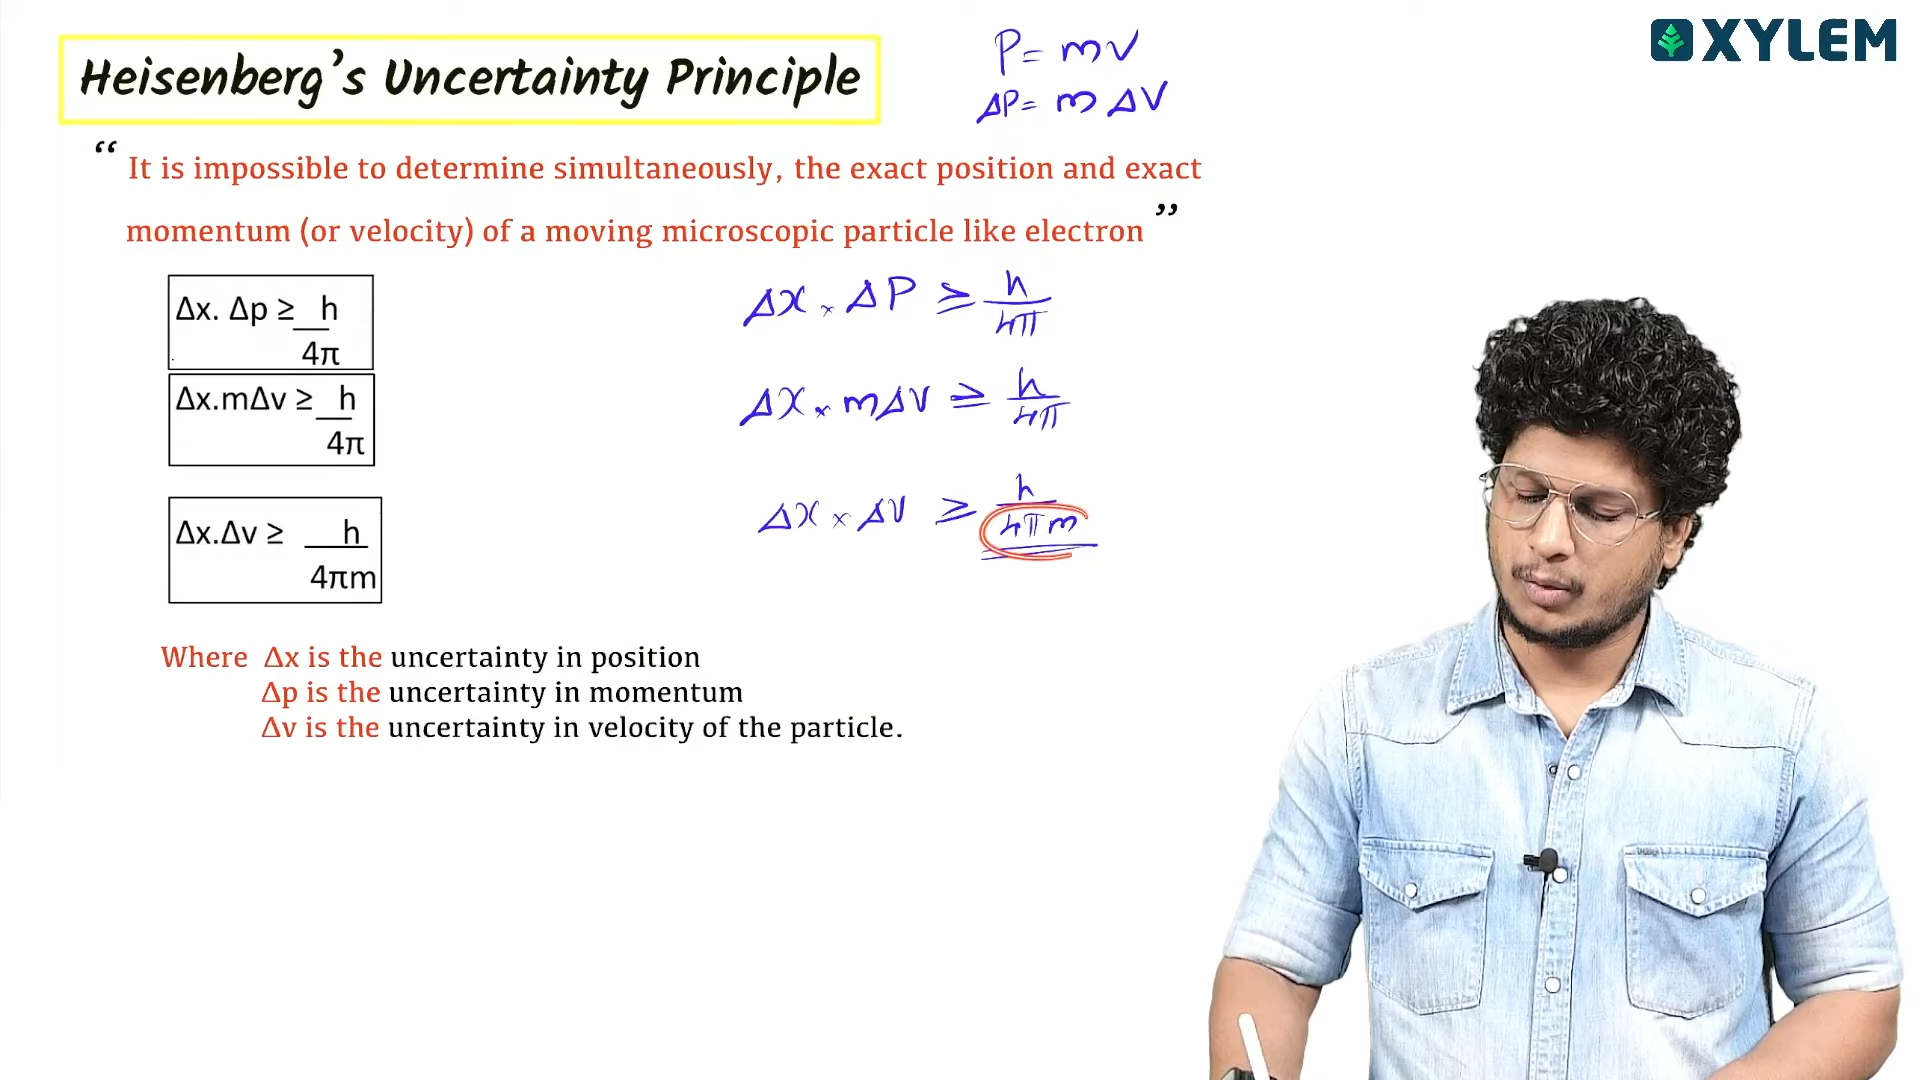 Heisenberg's Uncertainty Principle
P = mv
ΔP = m ΔV
XYLEM
“ It is impossible to determine simultaneously, the exact position and exact
momentum (or velocity) of a moving microscopic particle like electron ”
Δx. Δp ≥ h
4π
Δx.mΔv ≥ h
4π
Δx.Δv ≥ h
4πm
Δx × ΔP ≥ h
4π
Δx × mΔV ≥ h
4π
Δx × ΔV ≥ h
4πm
Where Δx is the uncertainty in position
Δp is the uncertainty in momentum
Δv is the uncertainty in velocity of the particle.